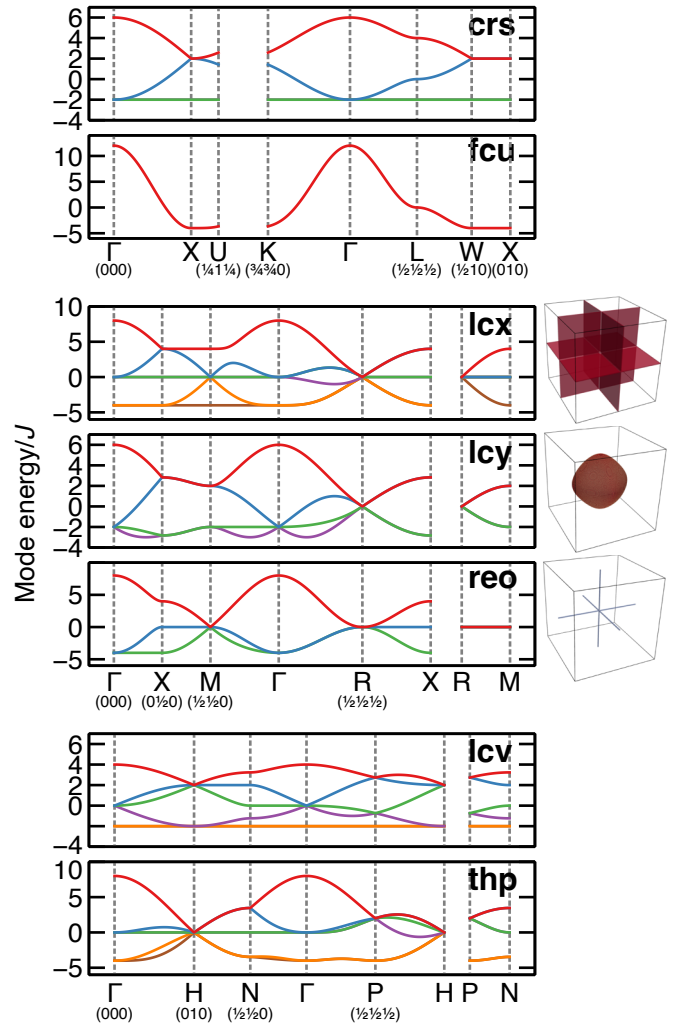 6
4
2
0
−2
−4
crs
10
5
0
−5
fcu
Γ X U K Γ L W X
(000) (¼1¼) (¾¾0) (½½½) (½10)(010)
Mode energy/J
10
5
0
−5
lcx
6
4
2
0
−2
−4
lcy
5
0
−5
reo
Γ X M Γ R X R M
(000) (0½0) (½½0) (½½½)
6
4
2
0
−4
lcv
10
5
0
−5
thp
Γ H N Γ P H P N
(000) (010) (½½0) (½½½)